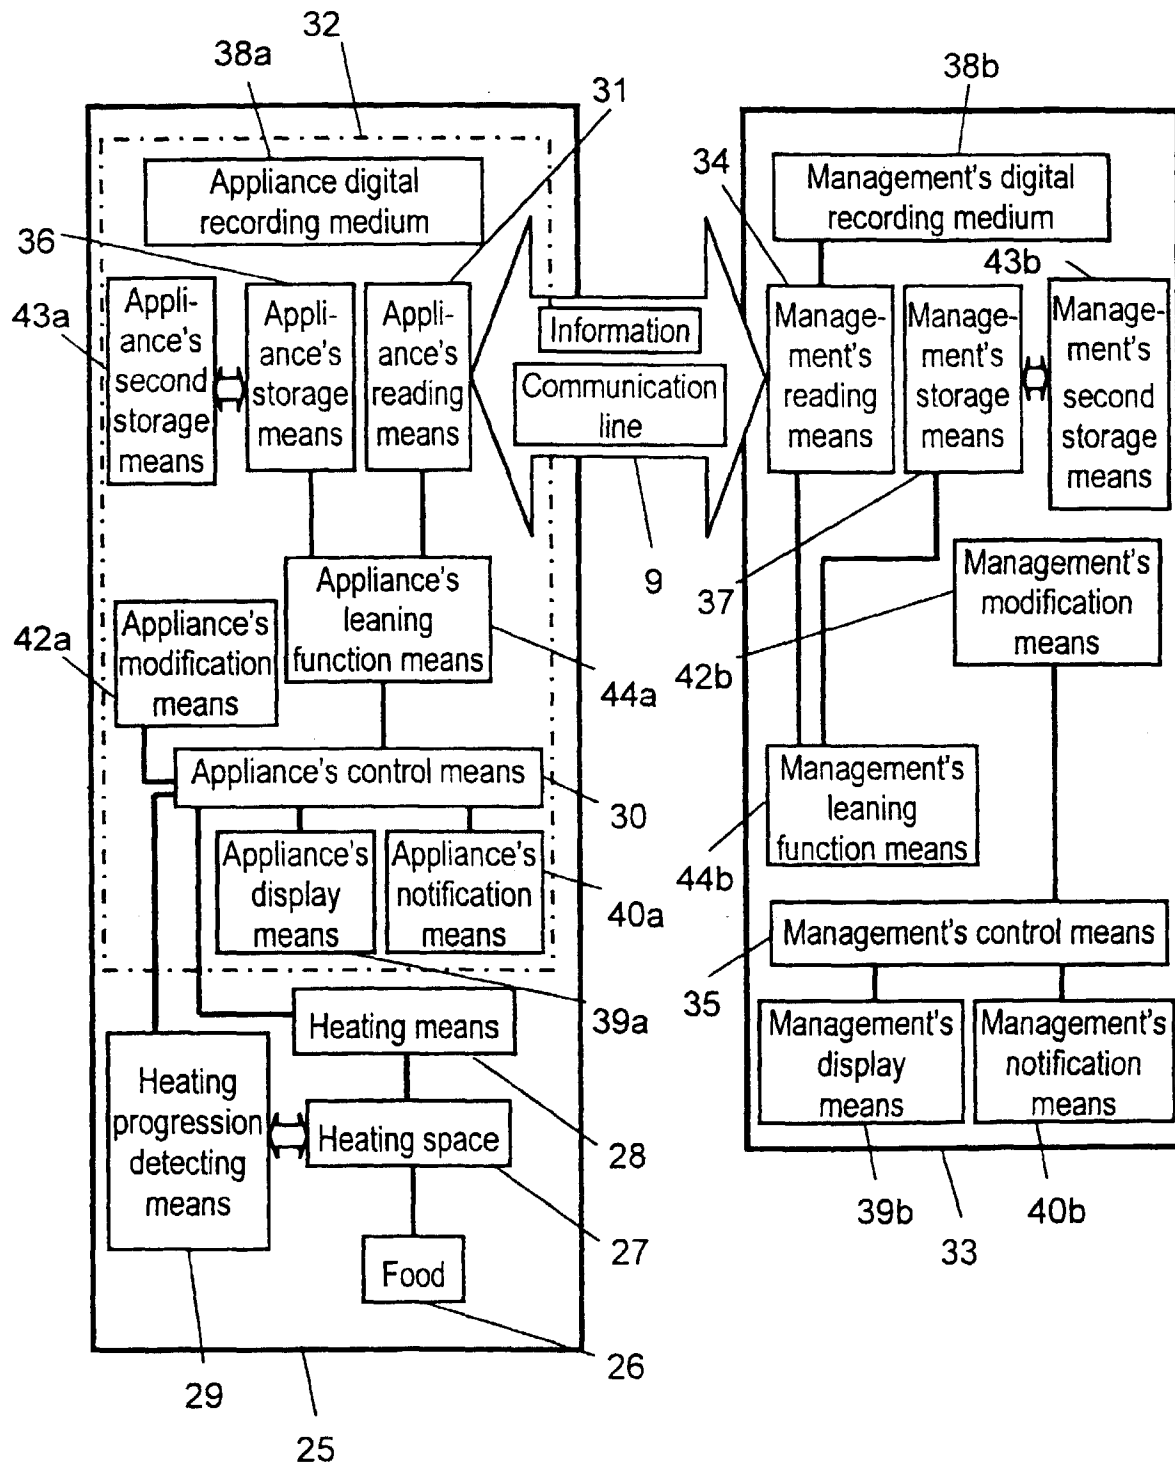 32
38a
31
38b
Appliance digital
recording medium
34
Management's digital
recording medium
36
43b
43a
Appli-
ance's
second
storage
means
Appli-
ance's
storage
means
Appli-
ance's
reading
means
Information
Communication
line
Manage-
ment's
reading
means
Manage-
ment's
storage
means
Manage-
ment's
second
storage
means
9
37
42a
Appliance's
modification
means
Appliance's
leaning
function means
44a
42b
Management's
modification
means
Appliance's control means
30
Management's
leaning
function means
44b
Appliance's
display
means
Appliance's
notification
means
40a
Management's control means
35
39a
Heating means
Management's
display
means
Management's
notification
means
Heating
progression
detecting
means
Heating space
28
39b
40b
33
27
Food
26
29
25